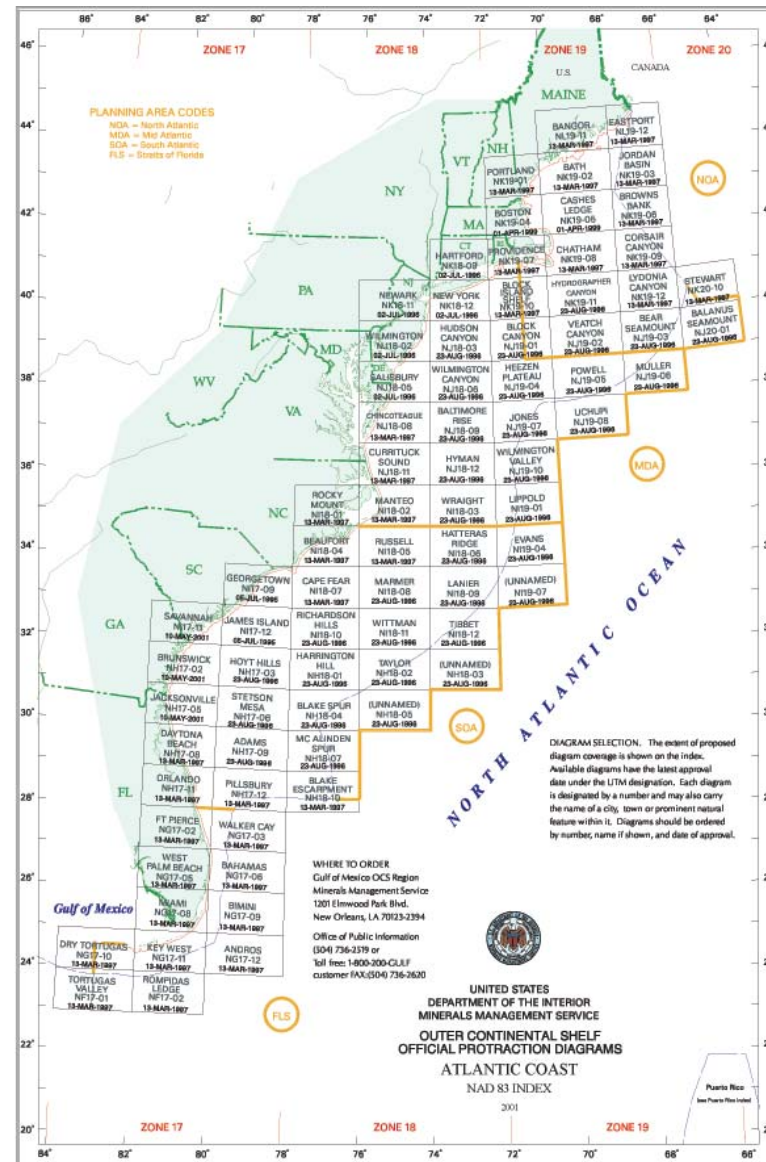 86° 84° 82° 80° 78° 76° 74° 72° 70° 68° 66° 64°
ZONE 17 ZONE 18 ZONE 19 ZONE 20
46°
44°
42°
40°
38°
36°
34°
32°
30°
28°
26°
24°
22°
20°
U.S.
CANADA
MAINE
VT
NH
NY
MA
CT
RI
PA
NJ
MD
DE
WV
VA
NC
SC
GA
FL
PLANNING AREA CODES
NOA – North Atlantic
MDA – Mid Atlantic
SOA – South Atlantic
FLS – Straits of Florida
NOA
MDA
SOA
FLS
BANGOR
NL19-11
13-MAR-1997
EASTPORT
NL19-12
13-MAR-1997
PORTLAND
NK19-01
13-MAR-1997
BATH
NK19-02
13-MAR-1997
JORDAN
BASIN
NK19-03
13-MAR-1997
BOSTON
NK19-04
01-APR-1999
CASHES
LEDGE
NK19-05
01-APR-1999
BROWNS
BANK
NK19-06
13-MAR-1997
HARTFORD
NK18-09
02-JUL-1996
PROVIDENCE
NK19-07
13-MAR-1997
CHATHAM
NK19-08
13-MAR-1997
CORSAIR
CANYON
NK19-09
13-MAR-1997
NEWARK
NK18-11
02-JUL-1996
NEW YORK
NK18-12
02-JUL-1996
BLOCK
ISLAND
SHELF
NK19-10
13-MAR-1997
HYDROGRAPHER
CANYON
NK19-11
23-AUG-1996
LYDONIA
CANYON
NK19-12
13-MAR-1997
STEWART
NK20-10
13-MAR-1997
WILMINGTON
NJ18-02
02-JUL-1996
HUDSON
CANYON
NJ18-03
23-AUG-1996
BLOCK
CANYON
NJ19-01
23-AUG-1996
VEATCH
CANYON
NJ19-02
23-AUG-1996
BEAR
SEAMOUNT
NJ19-03
23-AUG-1996
BALANUS
SEAMOUNT
NJ20-01
23-AUG-1996
SALISBURY
NJ18-05
02-JUL-1996
WILMINGTON
CANYON
NJ18-06
23-AUG-1996
HEEZEN
PLATEAU
NJ19-04
23-AUG-1996
POWELL
NJ19-05
23-AUG-1996
MULLER
NJ19-06
23-AUG-1996
CHINCOTEAGUE
NJ18-08
13-MAR-1997
BALTIMORE
RISE
NJ18-09
23-AUG-1996
JONES
NJ19-07
23-AUG-1996
UCHUPI
NJ19-08
23-AUG-1996
CURRITUCK
SOUND
NJ18-11
13-MAR-1997
HYMAN
NJ18-12
23-AUG-1996
WILMINGTON
VALLEY
NJ19-10
23-AUG-1996
ROCKY
MOUNT
NI18-01
13-MAR-1997
MANTEO
NI18-02
13-MAR-1997
WRAIGHT
NI18-03
23-AUG-1996
LIPPOLD
NI19-01
23-AUG-1996
BEAUFORT
NI18-04
13-MAR-1997
RUSSELL
NI18-05
13-MAR-1997
HATTERAS
RIDGE
NI18-06
23-AUG-1996
EVANS
NI19-04
23-AUG-1996
GEORGETOWN
NI17-09
05-JUL-1995
CAPE FEAR
NI18-07
13-MAR-1997
MARMER
NI18-08
23-AUG-1996
LANIER
NI18-09
23-AUG-1996
(UNNAMED)
NI19-07
23-AUG-1996
SAVANNAH
NI17-11
10-MAY-2001
JAMES ISLAND
NI17-12
05-JUL-1995
RICHARDSON
HILLS
NI18-10
23-AUG-1996
WITTMAN
NI18-11
23-AUG-1996
TIBBET
NI18-12
23-AUG-1996
BRUNSWICK
NH17-02
10-MAY-2001
HOYT HILLS
NH17-03
23-AUG-1996
HARRINGTON
HILL
NH18-01
23-AUG-1996
TAYLOR
NH18-02
23-AUG-1996
(UNNAMED)
NH18-03
23-AUG-1996
JACKSONVILLE
NH17-05
10-MAY-2001
STETSON
MESA
NH17-06
23-AUG-1996
BLAKE SPUR
NH18-04
23-AUG-1996
(UNNAMED)
NH18-05
23-AUG-1996
DAYTONA
BEACH
NH17-08
13-MAR-1997
ADAMS
NH17-09
23-AUG-1996
MC ALINDEN
SPUR
NH18-07
23-AUG-1996
ORLANDO
NH17-11
13-MAR-1997
PILLSBURY
NH17-12
13-MAR-1997
BLAKE
ESCARPMENT
NH18-10
13-MAR-1997
FT PIERCE
NG17-02
13-MAR-1997
WALKER CAY
NG17-03
13-MAR-1997
WEST
PALM BEACH
NG17-05
13-MAR-1997
BAHAMAS
NG17-06
13-MAR-1997
MIAMI
NG17-08
13-MAR-1997
BIMINI
NG17-09
13-MAR-1997
DRY TORTUGAS
NG17-10
13-MAR-1997
KEY WEST
NG17-11
13-MAR-1997
ANDROS
NG17-12
13-MAR-1997
TORTUGAS
VALLEY
NF17-01
13-MAR-1997
ROMPIDAS
LEDGE
NF17-02
13-MAR-1997
Gulf of Mexico
NORTH ATLANTIC OCEAN
DIAGRAM SELECTION. The extent of proposed
diagram coverage is shown on the index.
Available diagrams have the latest approval
date under the UTM designation. Each diagram
is designated by a number and may also carry
the name of a city, town or prominent natural
feature within it. Diagrams should be ordered
by number, name if shown, and date of approval.
WHERE TO ORDER
Gulf of Mexico OCS Region
Minerals Management Service
1201 Elmwood Park Blvd.
New Orleans, LA 70123-2394
Office of Public Information
(504) 736-2519 or
Toll free: 1-800-200-GULF
customer FAX:(504) 736-2620
UNITED STATES
DEPARTMENT OF THE INTERIOR
MINERALS MANAGEMENT SERVICE
OUTER CONTINENTAL SHELF
OFFICIAL PROTRACTION DIAGRAMS
ATLANTIC COAST
NAD 83 INDEX
2001
Puerto Rico
(see Puerto Rico Index)
ZONE 17 ZONE 18 ZONE 19
84° 82° 80° 78° 76° 74° 72° 70° 68° 66°